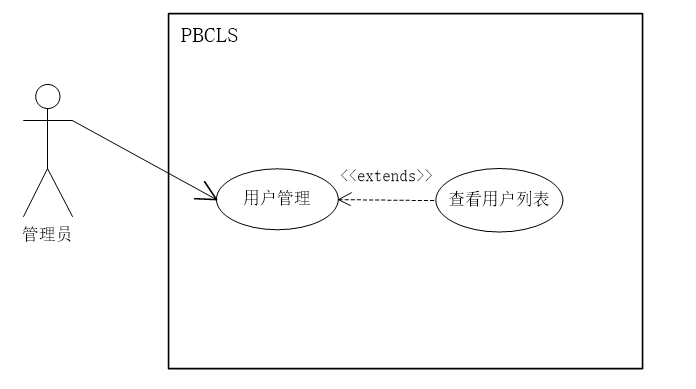 PBCLS
<<extends>>
用户管理
查看用户列表
管理员